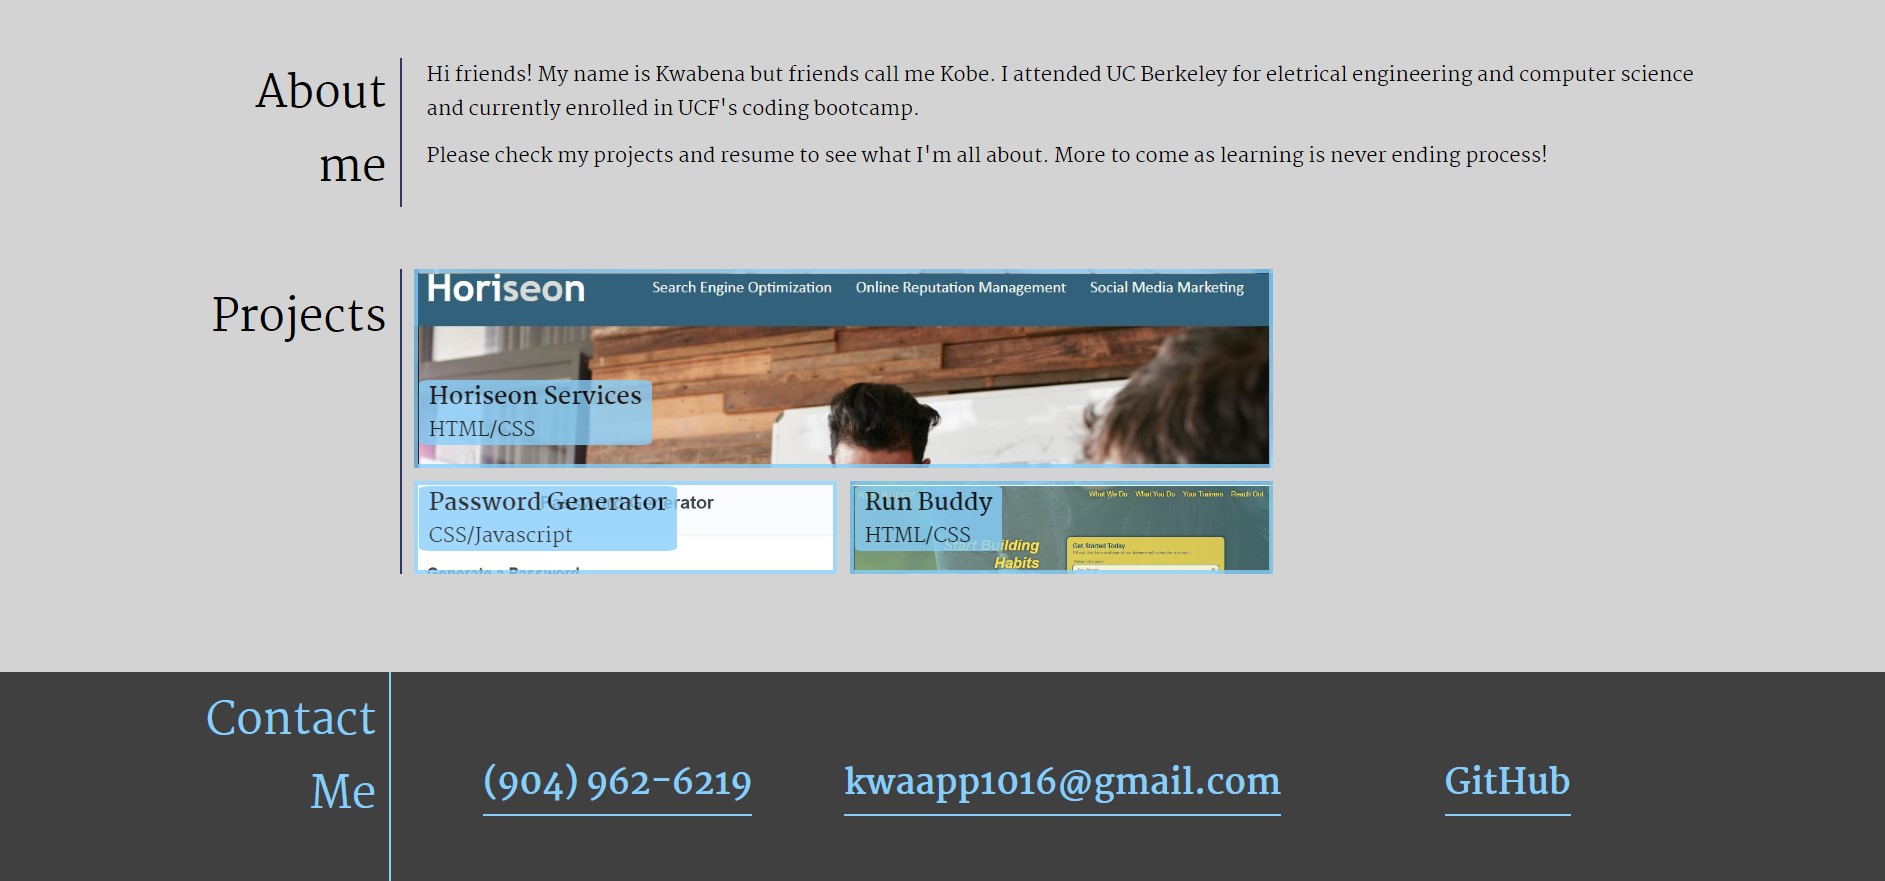 About
me
Hi friends! My name is Kwabena but friends call me Kobe. I attended UC Berkeley for eletrical engineering and computer science
and currently enrolled in UCF's coding bootcamp.
Please check my projects and resume to see what I'm all about. More to come as learning is never ending process!
Projects
Horiseon
Search Engine Optimization
Online Reputation Management
Social Media Marketing
Horiseon Services
HTML/CSS
Password Generator
CSS/Javascript
Generate a Password
Run Buddy
HTML/CSS
What We Do
What You Do
Your Trainers
Reach Out
Start Building
Habits
Get Started Today
Contact
Me
(904) 962-6219
kwaapp1016@gmail.com
GitHub